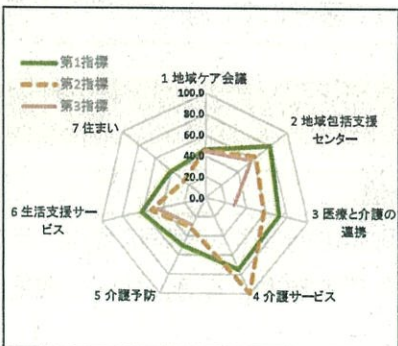 第1指標
第2指標
第3指標
1 地域ケア会議
100.0
80.0
60.0
40.0
20.0
0.0
2 地域包括支援
センター
3 医療と介護の
連携
4 介護サービス
5 介護予防
6 生活支援サー
ビス
7 住まい